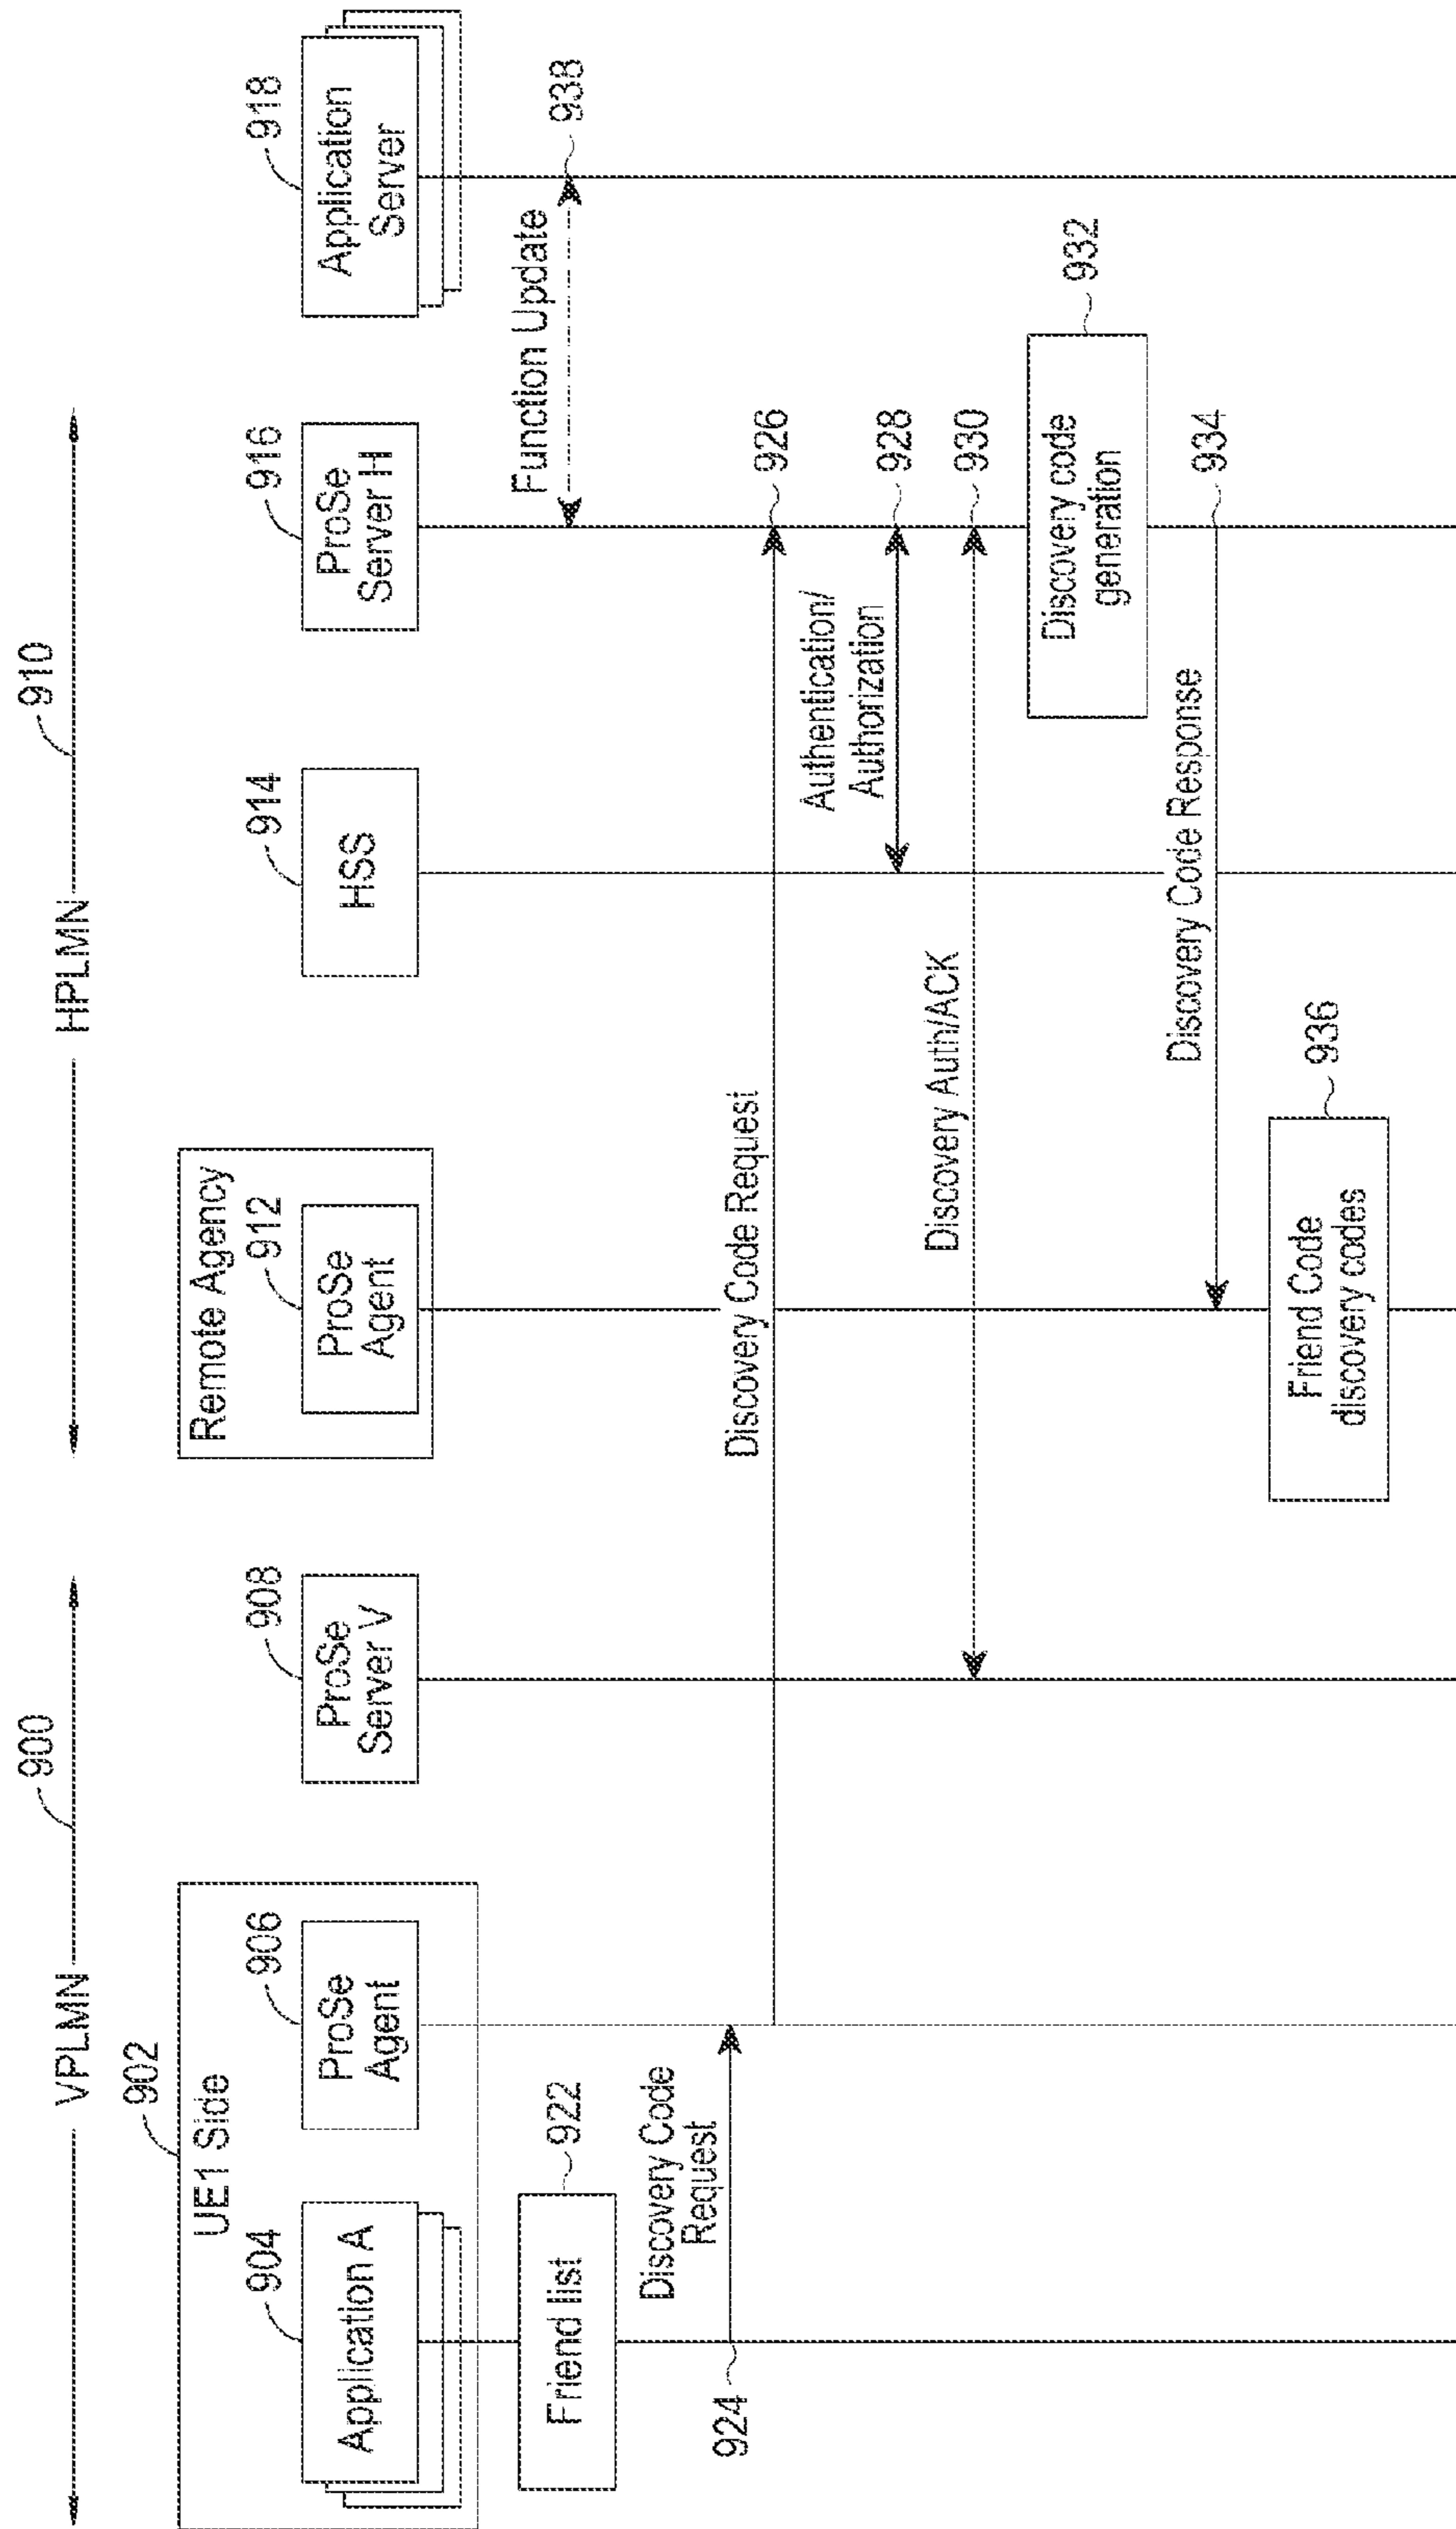 900
910
VPLMN
HPLMN
902
UE1 Side
904
Application A
906
ProSe
Agent
908
ProSe
Server V
Remote Agency
912
ProSe
Agent
914
HSS
916
ProSe
Server H
918
Application
Server
Friend list
922
Function Update
938
924
Discovery Code
Request
Discovery Code Request
926
Authentication/
Authorization
928
Discovery Auth/ACK
930
Discovery code
generation
932
Discovery Code Response
934
Friend Code
discovery codes
936